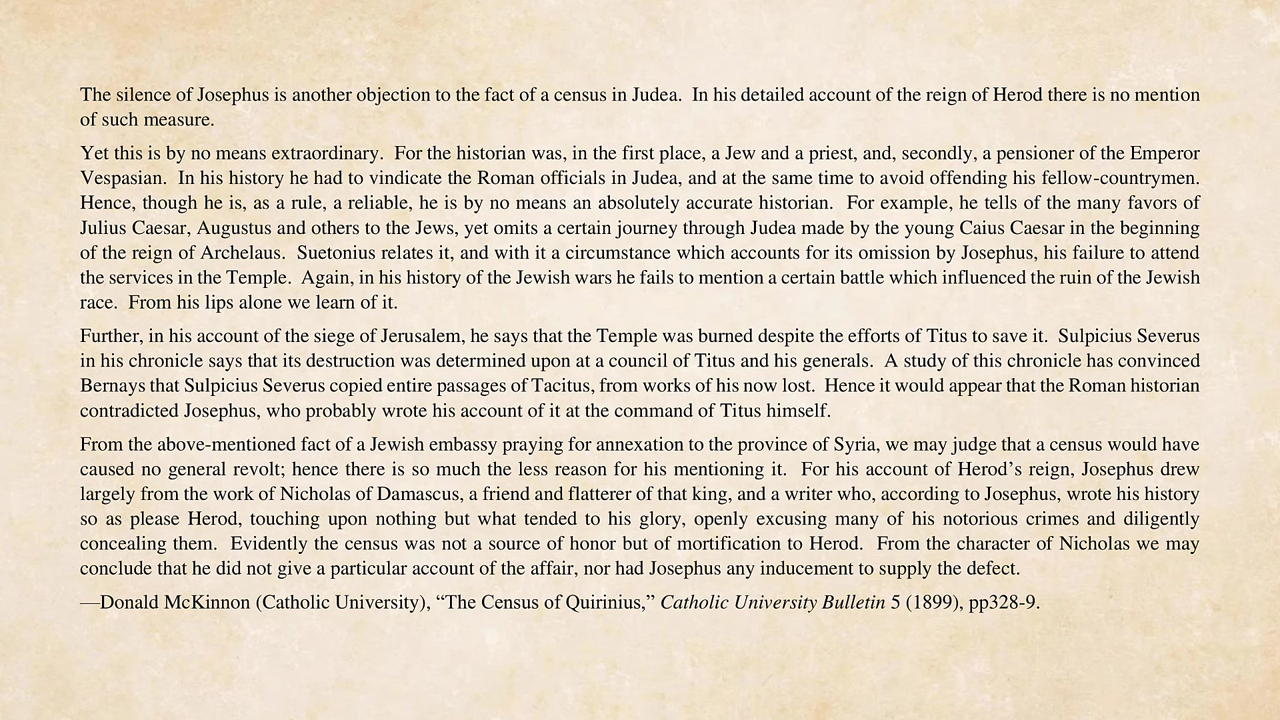 The silence of Josephus is another objection to the fact of a census in Judea.  In his detailed account of the reign of Herod there is no mention
of such measure.
Yet this is by no means extraordinary.  For the historian was, in the first place, a Jew and a priest, and, secondly, a pensioner of the Emperor
Vespasian.  In his history he had to vindicate the Roman officials in Judea, and at the same time to avoid offending his fellow-countrymen.
Hence, though he is, as a rule, a reliable, he is by no means an absolutely accurate historian.  For example, he tells of the many favors of
Julius Caesar, Augustus and others to the Jews, yet omits a certain journey through Judea made by the young Caius Caesar in the beginning
of the reign of Archelaus.  Suetonius relates it, and with it a circumstance which accounts for its omission by Josephus, his failure to attend
the services in the Temple.  Again, in his history of the Jewish wars he fails to mention a certain battle which influenced the ruin of the Jewish
race.  From his lips alone we learn of it.
Further, in his account of the siege of Jerusalem, he says that the Temple was burned despite the efforts of Titus to save it.  Sulpicius Severus
in his chronicle says that its destruction was determined upon at a council of Titus and his generals.  A study of this chronicle has convinced
Bernays that Sulpicius Severus copied entire passages of Tacitus, from works of his now lost.  Hence it would appear that the Roman historian
contradicted Josephus, who probably wrote his account of it at the command of Titus himself.
From the above-mentioned fact of a Jewish embassy praying for annexation to the province of Syria, we may judge that a census would have
caused no general revolt; hence there is so much the less reason for his mentioning it.  For his account of Herod’s reign, Josephus drew
largely from the work of Nicholas of Damascus, a friend and flatterer of that king, and a writer who, according to Josephus, wrote his history
so as please Herod, touching upon nothing but what tended to his glory, openly excusing many of his notorious crimes and diligently
concealing them.  Evidently the census was not a source of honor but of mortification to Herod.  From the character of Nicholas we may
conclude that he did not give a particular account of the affair, nor had Josephus any inducement to supply the defect.
—Donald McKinnon (Catholic University), “The Census of Quirinius,” Catholic University Bulletin 5 (1899), pp328-9.